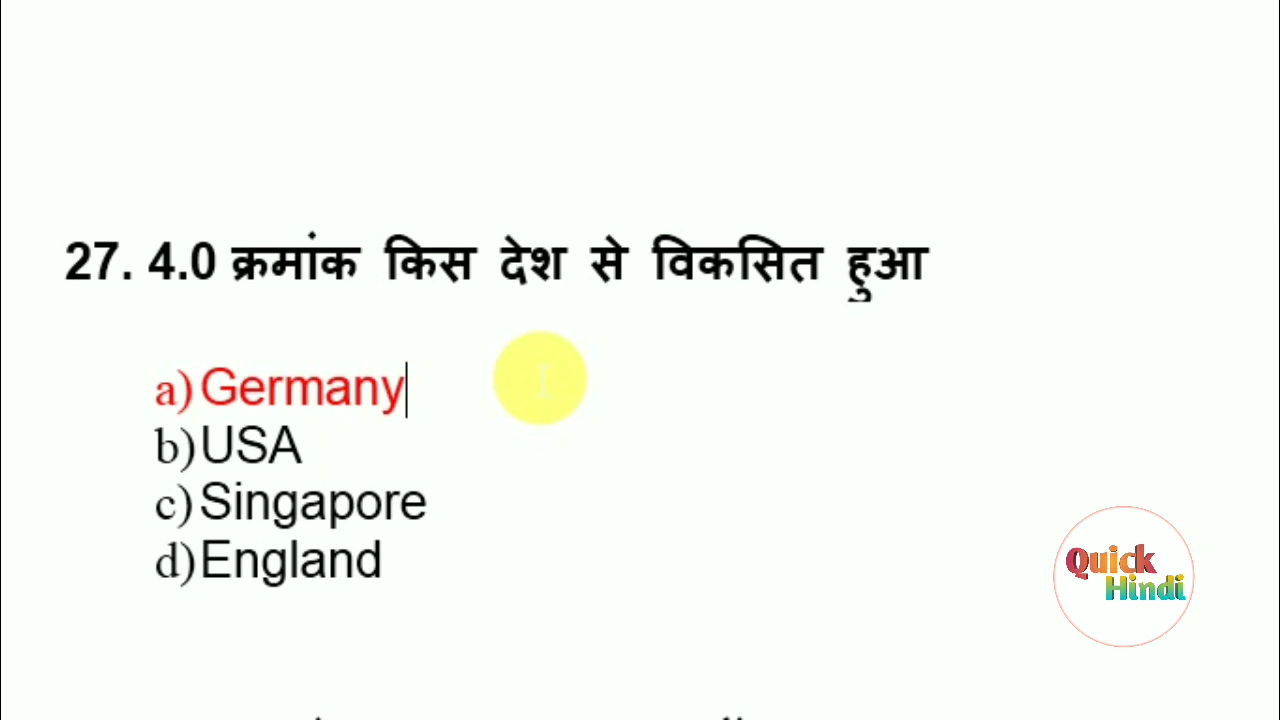 27. 4.0 क्रमांक किस देश से विकसित हुआ
a) Germany
b) USA
c) Singapore
d) England
Quick
Hindi